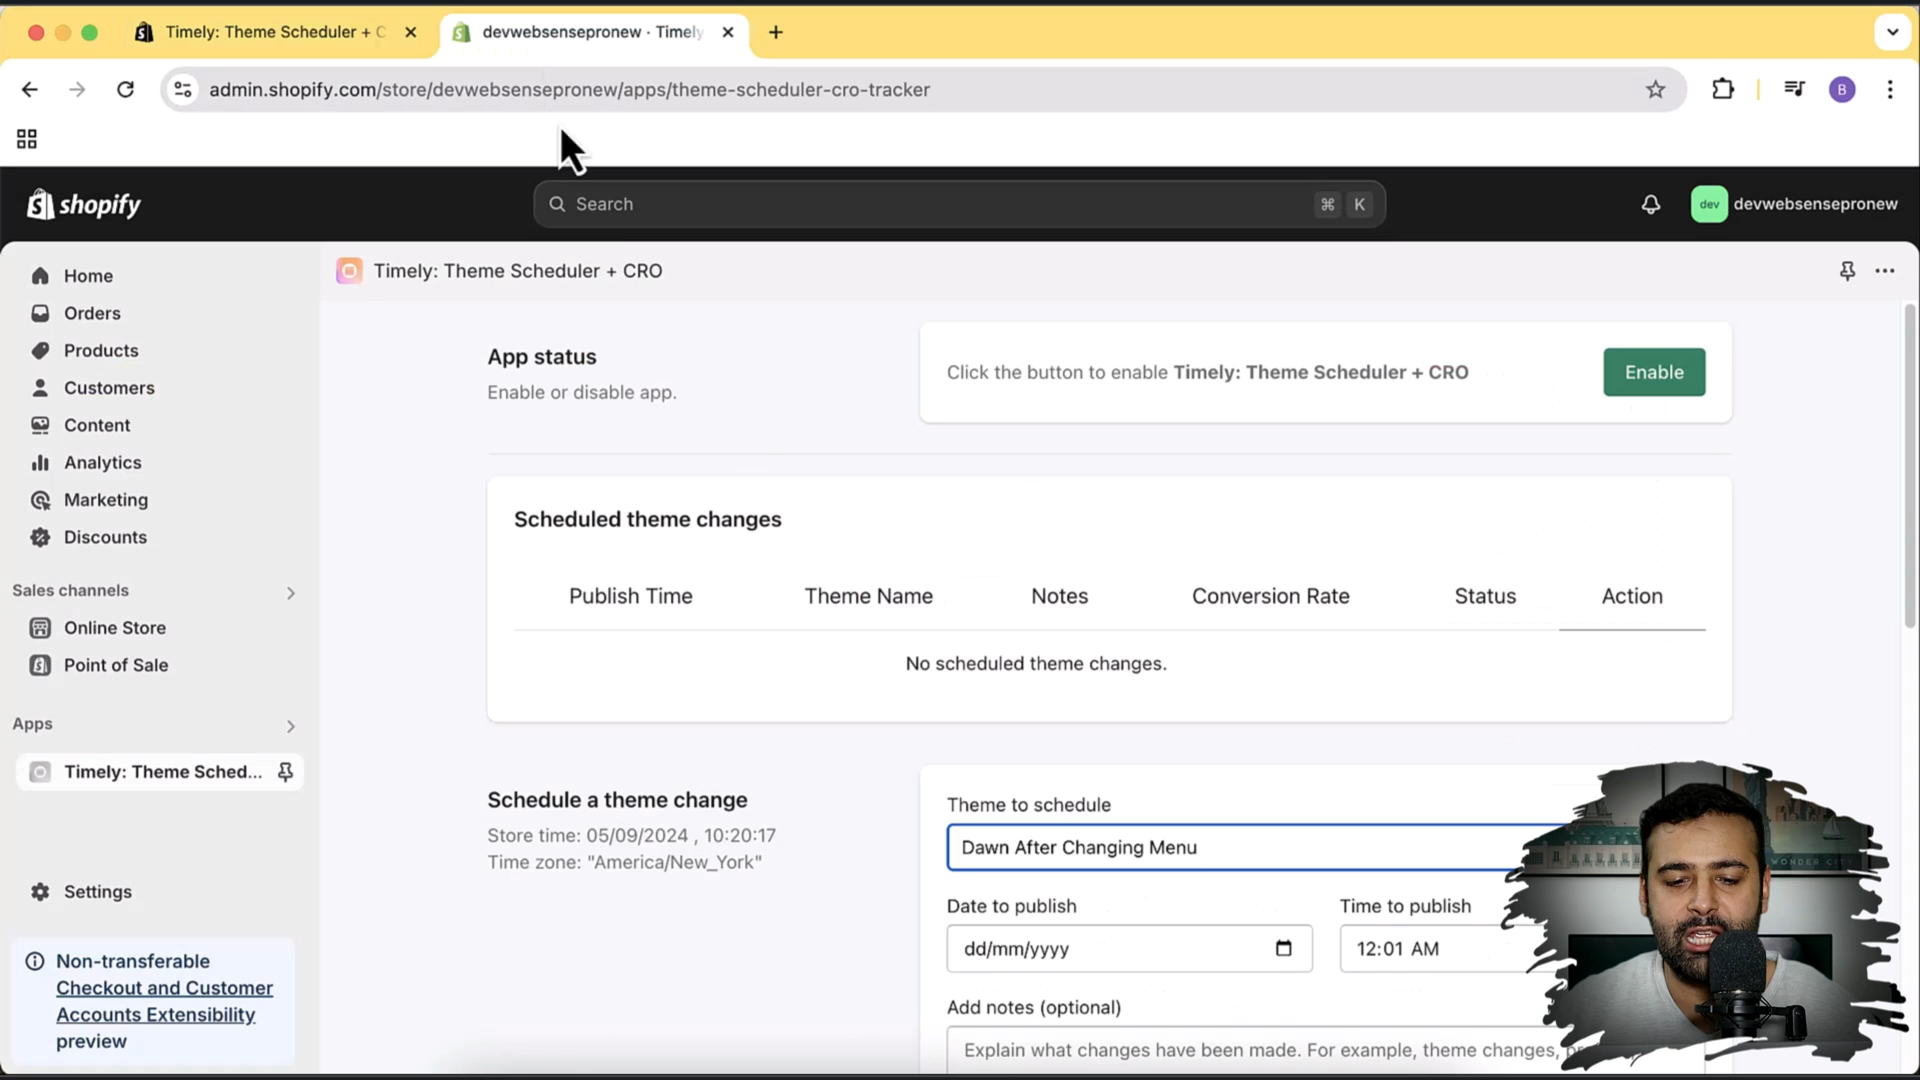 Timely: Theme Scheduler + C
devwebsensepronew · Timely
admin.shopify.com/store/devwebsensepronew/apps/theme-scheduler-cro-tracker
B
shopify
Search
⌘ K
dev
devwebsensepronew
Home
Orders
Products
Customers
Content
Analytics
Marketing
Discounts
Sales channels
Online Store
Point of Sale
Apps
Timely: Theme Sched...
Settings
Non-transferable
Checkout and Customer
Accounts Extensibility
preview
Timely: Theme Scheduler + CRO
App status
Enable or disable app.
Click the button to enable Timely: Theme Scheduler + CRO
Enable
Scheduled theme changes
Publish Time Theme Name Notes Conversion Rate Status Action
No scheduled theme changes.
Schedule a theme change
Store time: 05/09/2024 , 10:20:17
Time zone: "America/New_York"
Theme to schedule
Dawn After Changing Menu
Date to publish
dd/mm/yyyy
Time to publish
12:01 AM
Add notes (optional)
Explain what changes have been made. For example, theme changes,
WONDER CITY